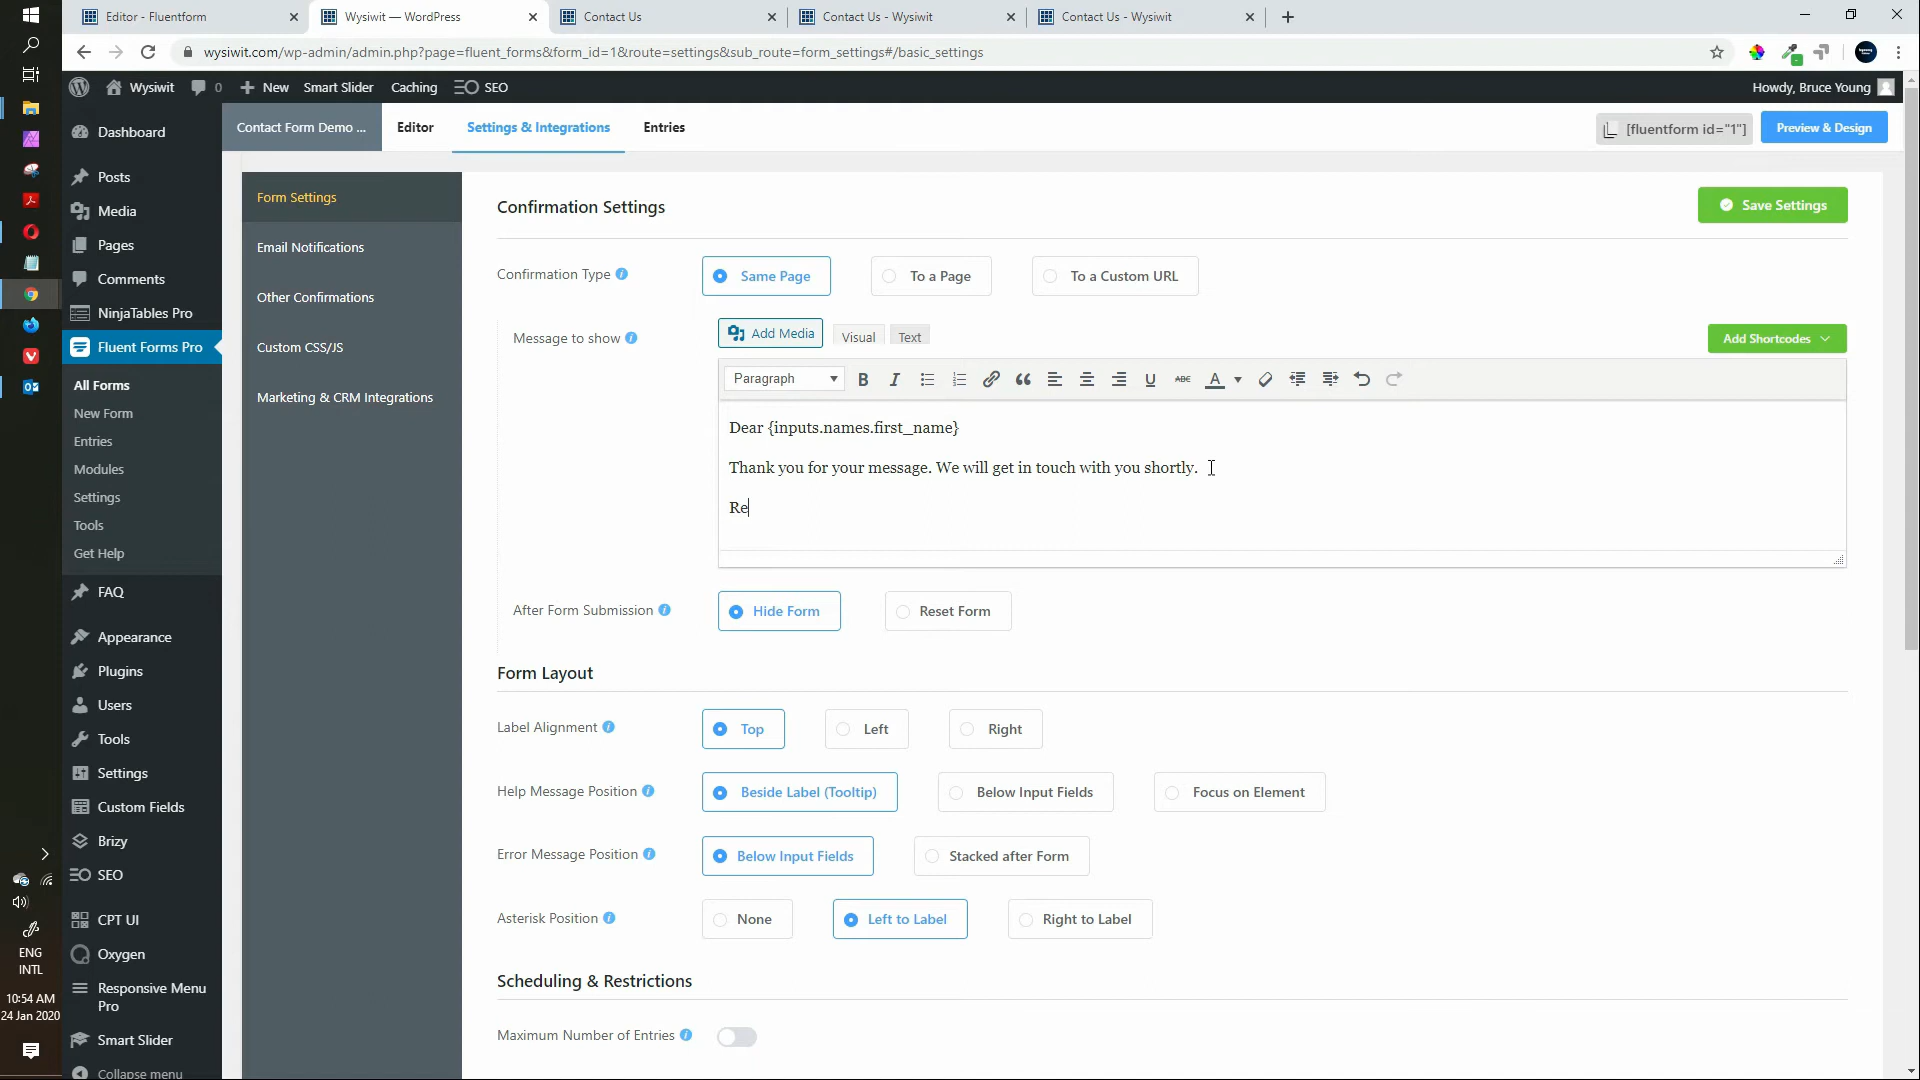 Editor - Fluentform
Wysiwit — WordPress
Contact Us
Contact Us - Wysiwit
Contact Us - Wysiwit
wysiwit.com/wp-admin/admin.php?page=fluent_forms&form_id=1&route=settings&sub_route=form_settings#/basic_settings
Wysiwit
0
New
Smart Slider
Caching
SEO
Howdy, Bruce Young
Contact Form Demo ...
Editor
Settings & Integrations
Entries
[fluentform id="1"]
Preview & Design
Dashboard
Posts
Media
Pages
Comments
NinjaTables Pro
Fluent Forms Pro
All Forms
New Form
Entries
Modules
Settings
Tools
Get Help
FAQ
Appearance
Plugins
Users
Tools
Settings
Custom Fields
Brizy
SEO
CPT UI
Oxygen
Responsive Menu
Pro
Smart Slider
Collapse menu
Form Settings
Email Notifications
Other Confirmations
Custom CSS/JS
Marketing & CRM Integrations
Confirmation Settings
Save Settings
Confirmation Type
Same Page
To a Page
To a Custom URL
Message to show
Add Media
Visual
Text
Add Shortcodes
Paragraph
B
I
U
ABC
A
Dear {inputs.names.first_name}
Thank you for your message. We will get in touch with you shortly.
Re
After Form Submission
Hide Form
Reset Form
Form Layout
Label Alignment
Top
Left
Right
Help Message Position
Beside Label (Tooltip)
Below Input Fields
Focus on Element
Error Message Position
Below Input Fields
Stacked after Form
Asterisk Position
None
Left to Label
Right to Label
Scheduling & Restrictions
Maximum Number of Entries
ENG
INTL
10:54 AM
24 Jan 2020